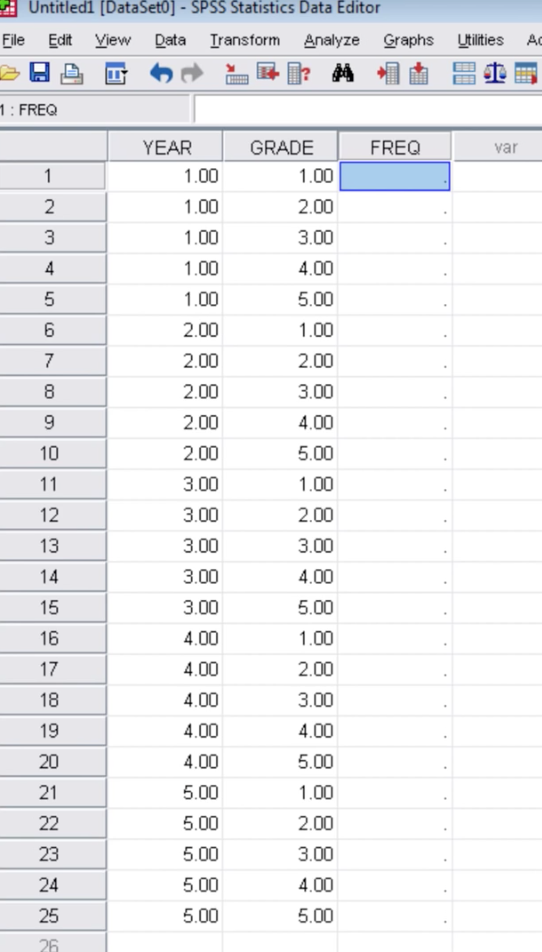 Untitled1 [DataSet0] - SPSS Statistics Data Editor
File Edit View Data Transform Analyze Graphs Utilities
1 : FREQ
YEAR GRADE FREQ var
1 1.00 1.00 .
2 1.00 2.00 .
3 1.00 3.00 .
4 1.00 4.00 .
5 1.00 5.00 .
6 2.00 1.00 .
7 2.00 2.00 .
8 2.00 3.00 .
9 2.00 4.00 .
10 2.00 5.00 .
11 3.00 1.00 .
12 3.00 2.00 .
13 3.00 3.00 .
14 3.00 4.00 .
15 3.00 5.00 .
16 4.00 1.00 .
17 4.00 2.00 .
18 4.00 3.00 .
19 4.00 4.00 .
20 4.00 5.00 .
21 5.00 1.00 .
22 5.00 2.00 .
23 5.00 3.00 .
24 5.00 4.00 .
25 5.00 5.00 .
26